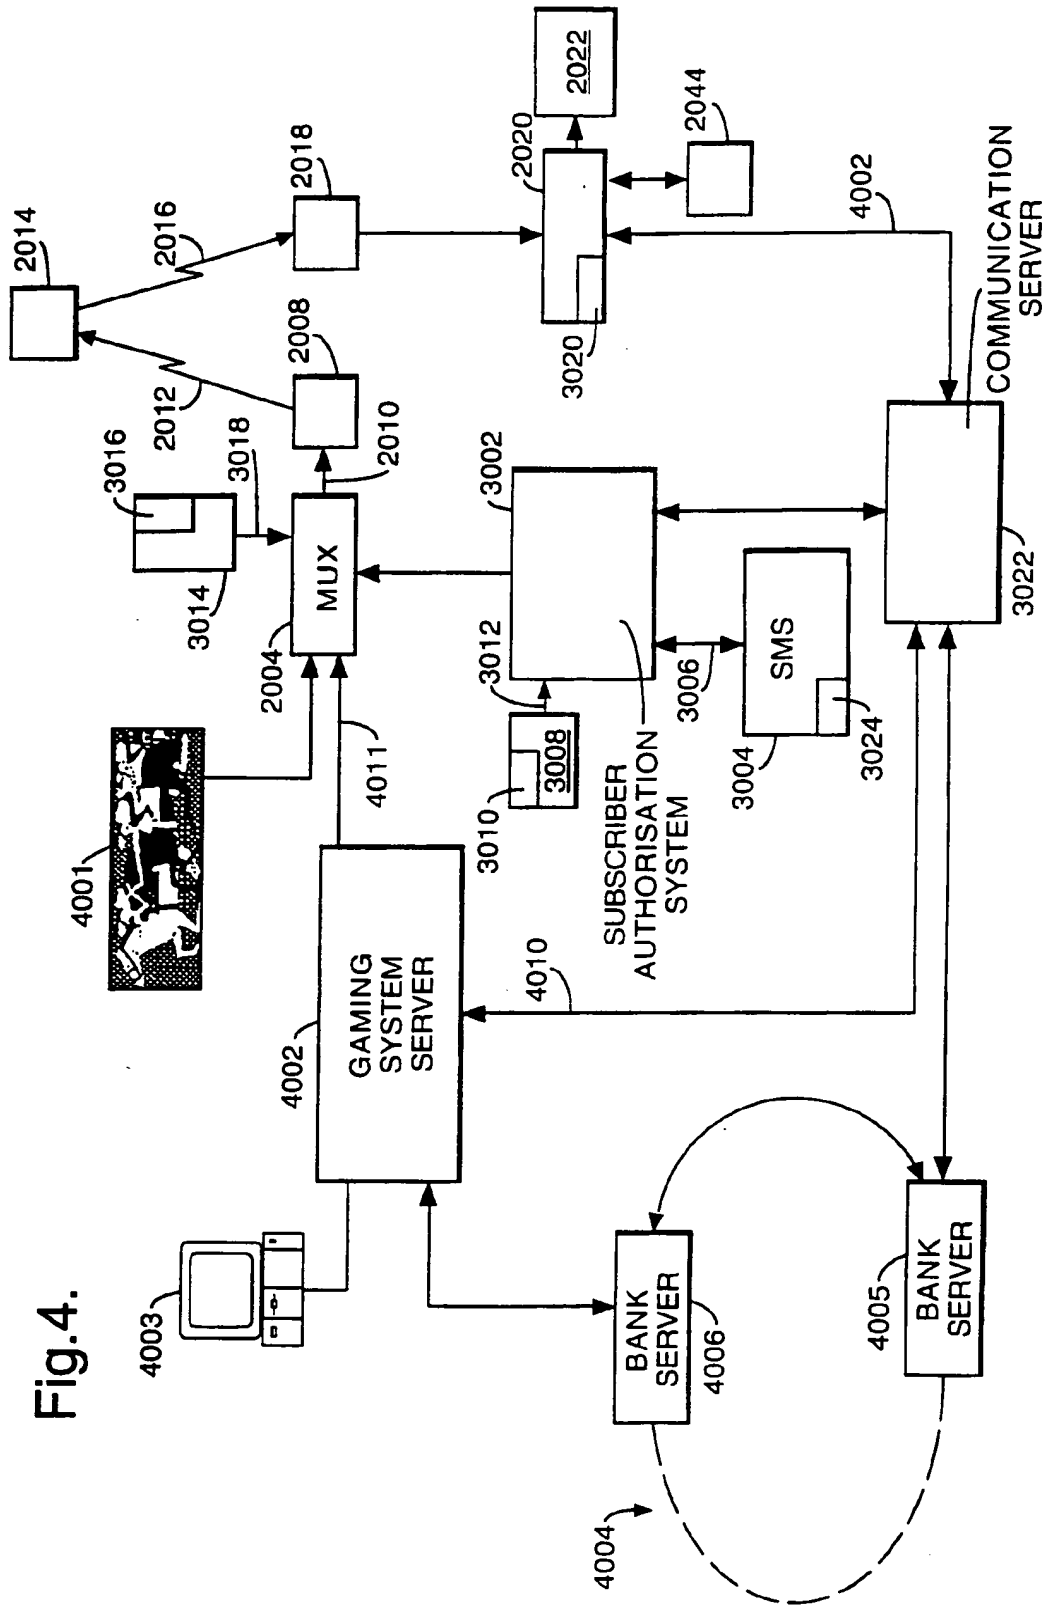 Fig.4.
2014
4001
3016
4003
2012
2016
3014
3018
2004
4002
2008
2018
MUX
GAMING
SYSTEM
SERVER
4011
2010
3010
3012
3002
2020
4010
3008
3020
2022
4004
SUBSCRIBER
AUTHORISATION
SYSTEM
BANK
SERVER
3006
2044
4006
3004
SMS
4002
3024
4005
BANK
SERVER
COMMUNICATION
SERVER
3022